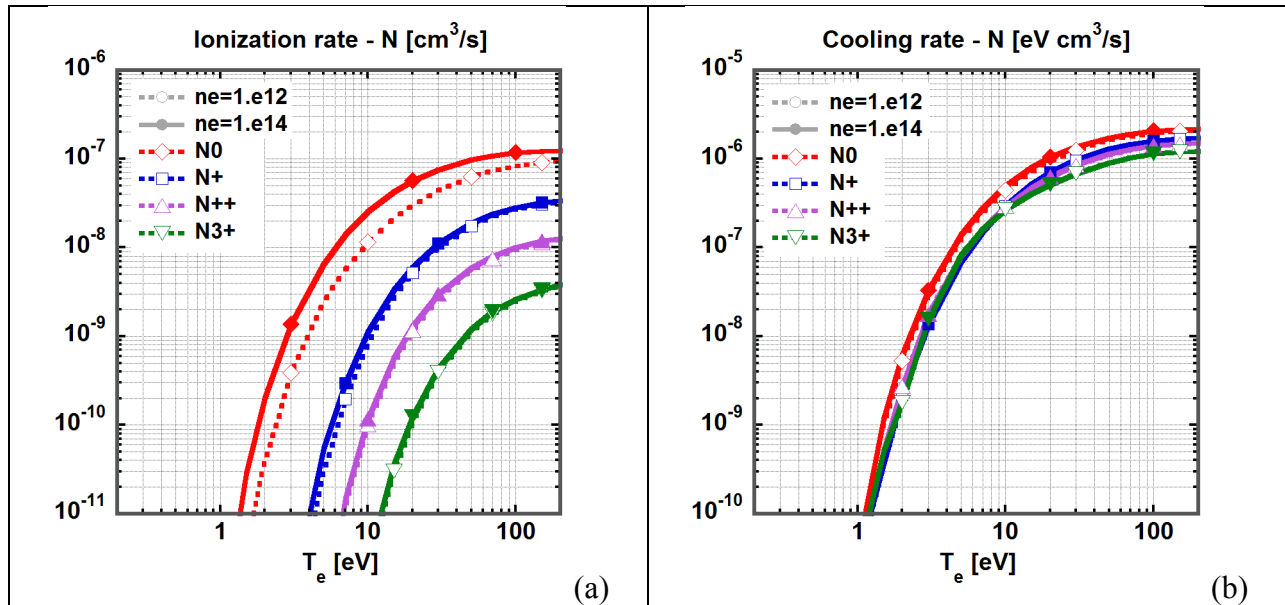 Ionization rate - N [cm³/s]
10⁻⁶
10⁻⁷
10⁻⁸
10⁻⁹
10⁻¹⁰
10⁻¹¹
ne=1.e12
ne=1.e14
N0
N+
N++
N3+
1 10 100
T_e [eV]
(a)
Cooling rate - N [eV cm³/s]
10⁻⁵
10⁻⁶
10⁻⁷
10⁻⁸
10⁻⁹
10⁻¹⁰
ne=1.e12
ne=1.e14
N0
N+
N++
N3+
1 10 100
T_e [eV]
(b)